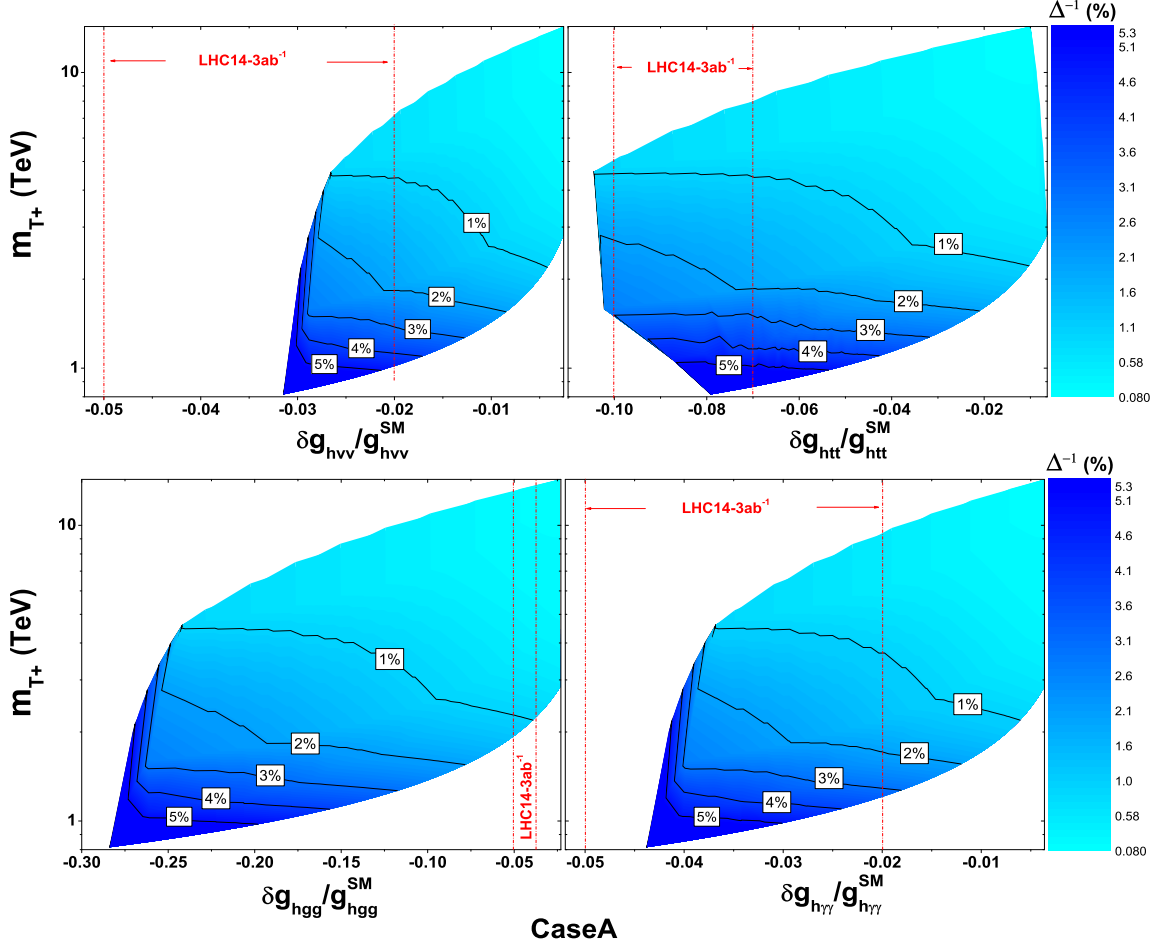 Δ⁻¹ (%)
LHC14-3ab⁻¹
LHC14-3ab⁻¹
5.3
5.1
4.6
4.1
3.6
3.1
2.6
2.1
1.6
1.1
0.58
0.080
10
1
m_T+ (TeV)
1%
2%
3%
4%
5%
1%
2%
3%
4%
5%
-0.05 -0.04 -0.03 -0.02 -0.01
-0.10 -0.08 -0.06 -0.04 -0.02
δg_hvv/g_hvv^SM
δg_htt/g_htt^SM
Δ⁻¹ (%)
LHC14-3ab⁻¹
LHC14-3ab⁻¹
5.3
5.1
4.6
4.1
3.6
3.1
2.6
2.1
1.5
1.0
0.58
0.080
10
1
m_T+ (TeV)
1%
2%
3%
4%
5%
1%
2%
3%
4%
5%
-0.30 -0.25 -0.20 -0.15 -0.10 -0.05
-0.05 -0.04 -0.03 -0.02 -0.01
δg_hgg/g_hgg^SM
δg_hγγ/g_hγγ^SM
CaseA